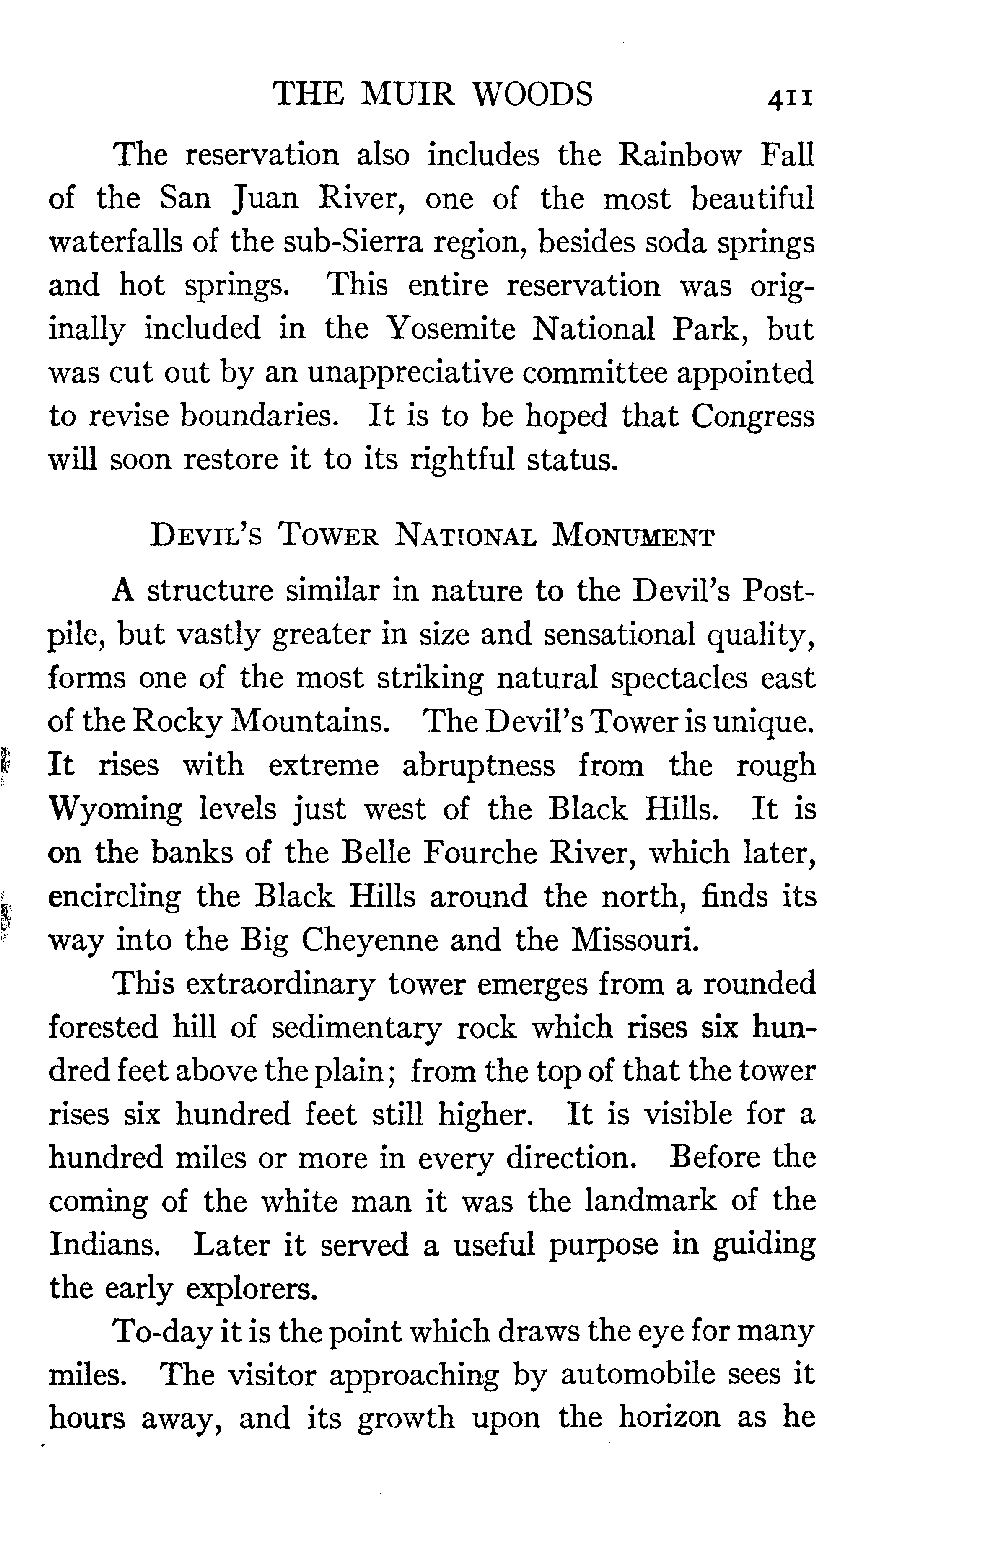 THE MUIR WOODS 411
The reservation also includes the Rainbow Fall
of the San Juan River, one of the most beautiful
waterfalls of the sub-Sierra region, besides soda springs
and hot springs. This entire reservation was orig-
inally included in the Yosemite National Park, but
was cut out by an unappreciative committee appointed
to revise boundaries. It is to be hoped that Congress
will soon restore it to its rightful status.
DEVIL'S TOWER NATIONAL MONUMENT
A structure similar in nature to the Devil's Post-
pile, but vastly greater in size and sensational quality,
forms one of the most striking natural spectacles east
of the Rocky Mountains. The Devil's Tower is unique.
It rises with extreme abruptness from the rough
Wyoming levels just west of the Black Hills. It is
on the banks of the Belle Fourche River, which later,
encircling the Black Hills around the north, finds its
way into the Big Cheyenne and the Missouri.
This extraordinary tower emerges from a rounded
forested hill of sedimentary rock which rises six hun-
dred feet above the plain; from the top of that the tower
rises six hundred feet still higher. It is visible for a
hundred miles or more in every direction. Before the
coming of the white man it was the landmark of the
Indians. Later it served a useful purpose in guiding
the early explorers.
To-day it is the point which draws the eye for many
miles. The visitor approaching by automobile sees it
hours away, and its growth upon the horizon as he